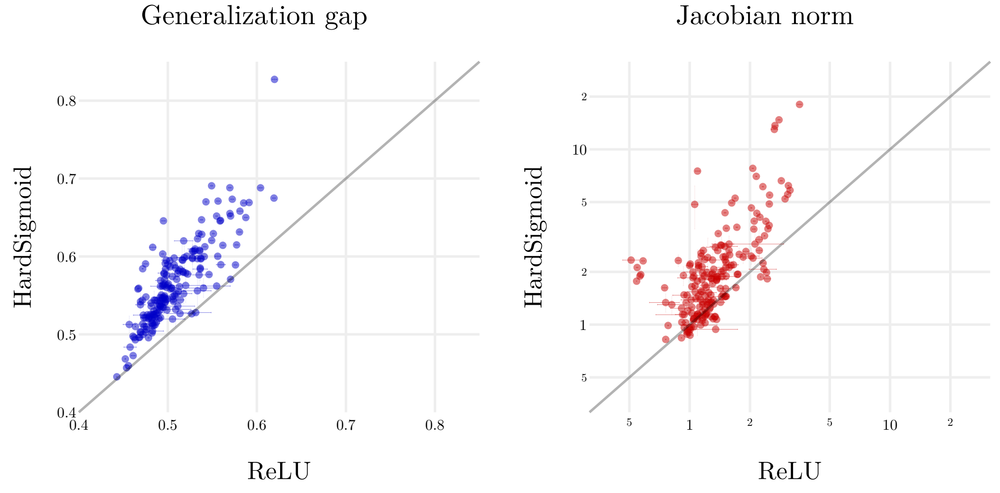 Generalization gap
HardSigmoid
0.8
0.7
0.6
0.5
0.4
0.4 0.5 0.6 0.7 0.8
ReLU
Jacobian norm
HardSigmoid
2
10
5
2
1
5
5 1 2 5 10 2
ReLU